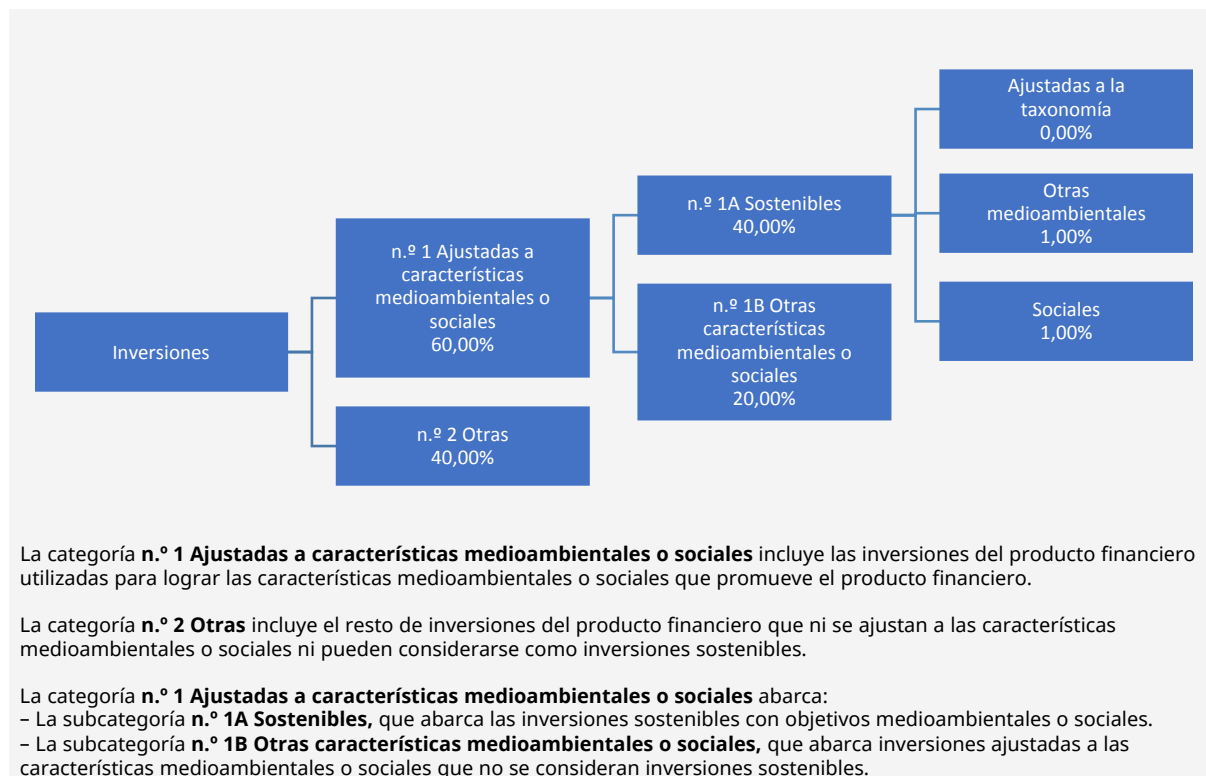 Inversiones
n.º 1 Ajustadas a
características
medioambientales o
sociales
60,00%
n.º 2 Otras
40,00%
n.º 1A Sostenibles
40,00%
n.º 1B Otras
características
medioambientales o
sociales
20,00%
Ajustadas a la
taxonomía
0,00%
Otras
medioambientales
1,00%
Sociales
1,00%
La categoría n.º 1 Ajustadas a características medioambientales o sociales incluye las inversiones del producto financiero
utilizadas para lograr las características medioambientales o sociales que promueve el producto financiero.
La categoría n.º 2 Otras incluye el resto de inversiones del producto financiero que ni se ajustan a las características
medioambientales o sociales ni pueden considerarse como inversiones sostenibles.
La categoría n.º 1 Ajustadas a características medioambientales o sociales abarca:
– La subcategoría n.º 1A Sostenibles, que abarca las inversiones sostenibles con objetivos medioambientales o sociales.
– La subcategoría n.º 1B Otras características medioambientales o sociales, que abarca inversiones ajustadas a las
características medioambientales o sociales que no se consideran inversiones sostenibles.